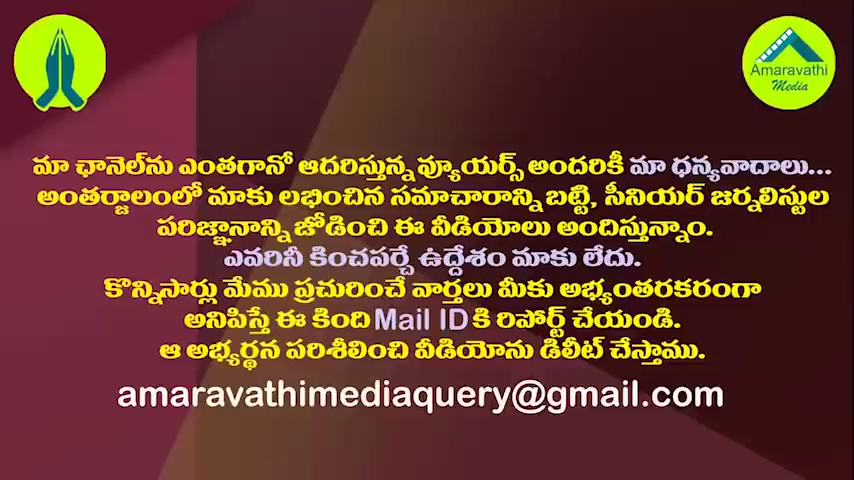 Amaravathi
Media
మా ఛానెల్‌ను ఎంతగానో ఆదరిస్తున్న వ్యూయర్స్ అందరికీ మా ధన్యవాదాలు...
అంతర్జాలంలో మాకు లభించిన సమాచారాన్ని బట్టి, సీనియర్ జర్నలిస్టుల
పరిజ్ఞానాన్ని జోడించి ఈ వీడియోలు అందిస్తున్నాం.
ఎవరినీ కించపర్చే ఉద్దేశం మాకు లేదు.
కొన్నిసార్లు మేము ప్రచురించే వార్తలు మీకు అభ్యంతరకరంగా
అనిపిస్తే ఈ కింది Mail ID కి రిపోర్ట్ చేయండి.
ఆ అభ్యర్థన పరిశీలించి వీడియోను డిలీట్ చేస్తాము.
amaravathimediaquery@gmail.com